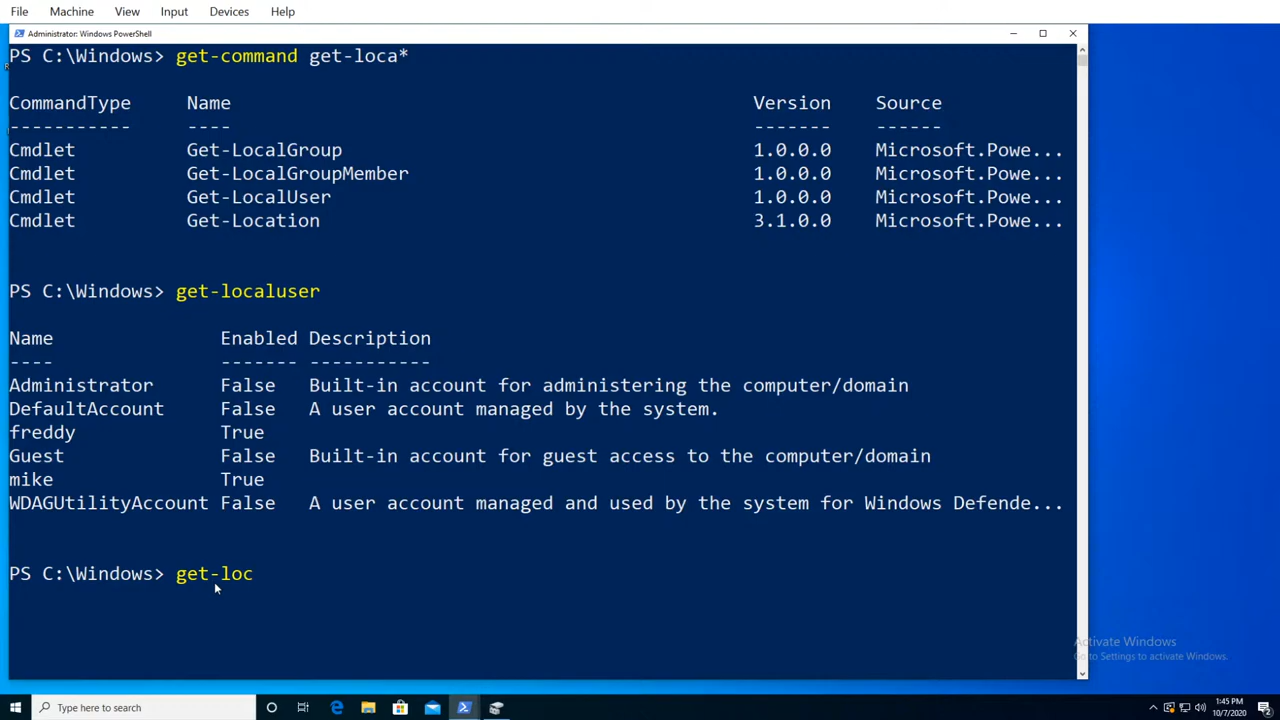 File Machine View Input Devices Help
Administrator: Windows PowerShell
PS C:\Windows> get-command get-loca*
CommandType Name Version Source
----------- ---- ------- ------
Cmdlet Get-LocalGroup 1.0.0.0 Microsoft.Powe...
Cmdlet Get-LocalGroupMember 1.0.0.0 Microsoft.Powe...
Cmdlet Get-LocalUser 1.0.0.0 Microsoft.Powe...
Cmdlet Get-Location 3.1.0.0 Microsoft.Powe...
PS C:\Windows> get-localuser
Name Enabled Description
---- ------- -----------
Administrator False Built-in account for administering the computer/domain
DefaultAccount False A user account managed by the system.
freddy True
Guest False Built-in account for guest access to the computer/domain
mike True
WDAGUtilityAccount False A user account managed and used by the system for Windows Defende...
PS C:\Windows> get-loc
Activate Windows
Go to Settings to activate Windows.
Type here to search
1:45 PM
10/7/2020
2